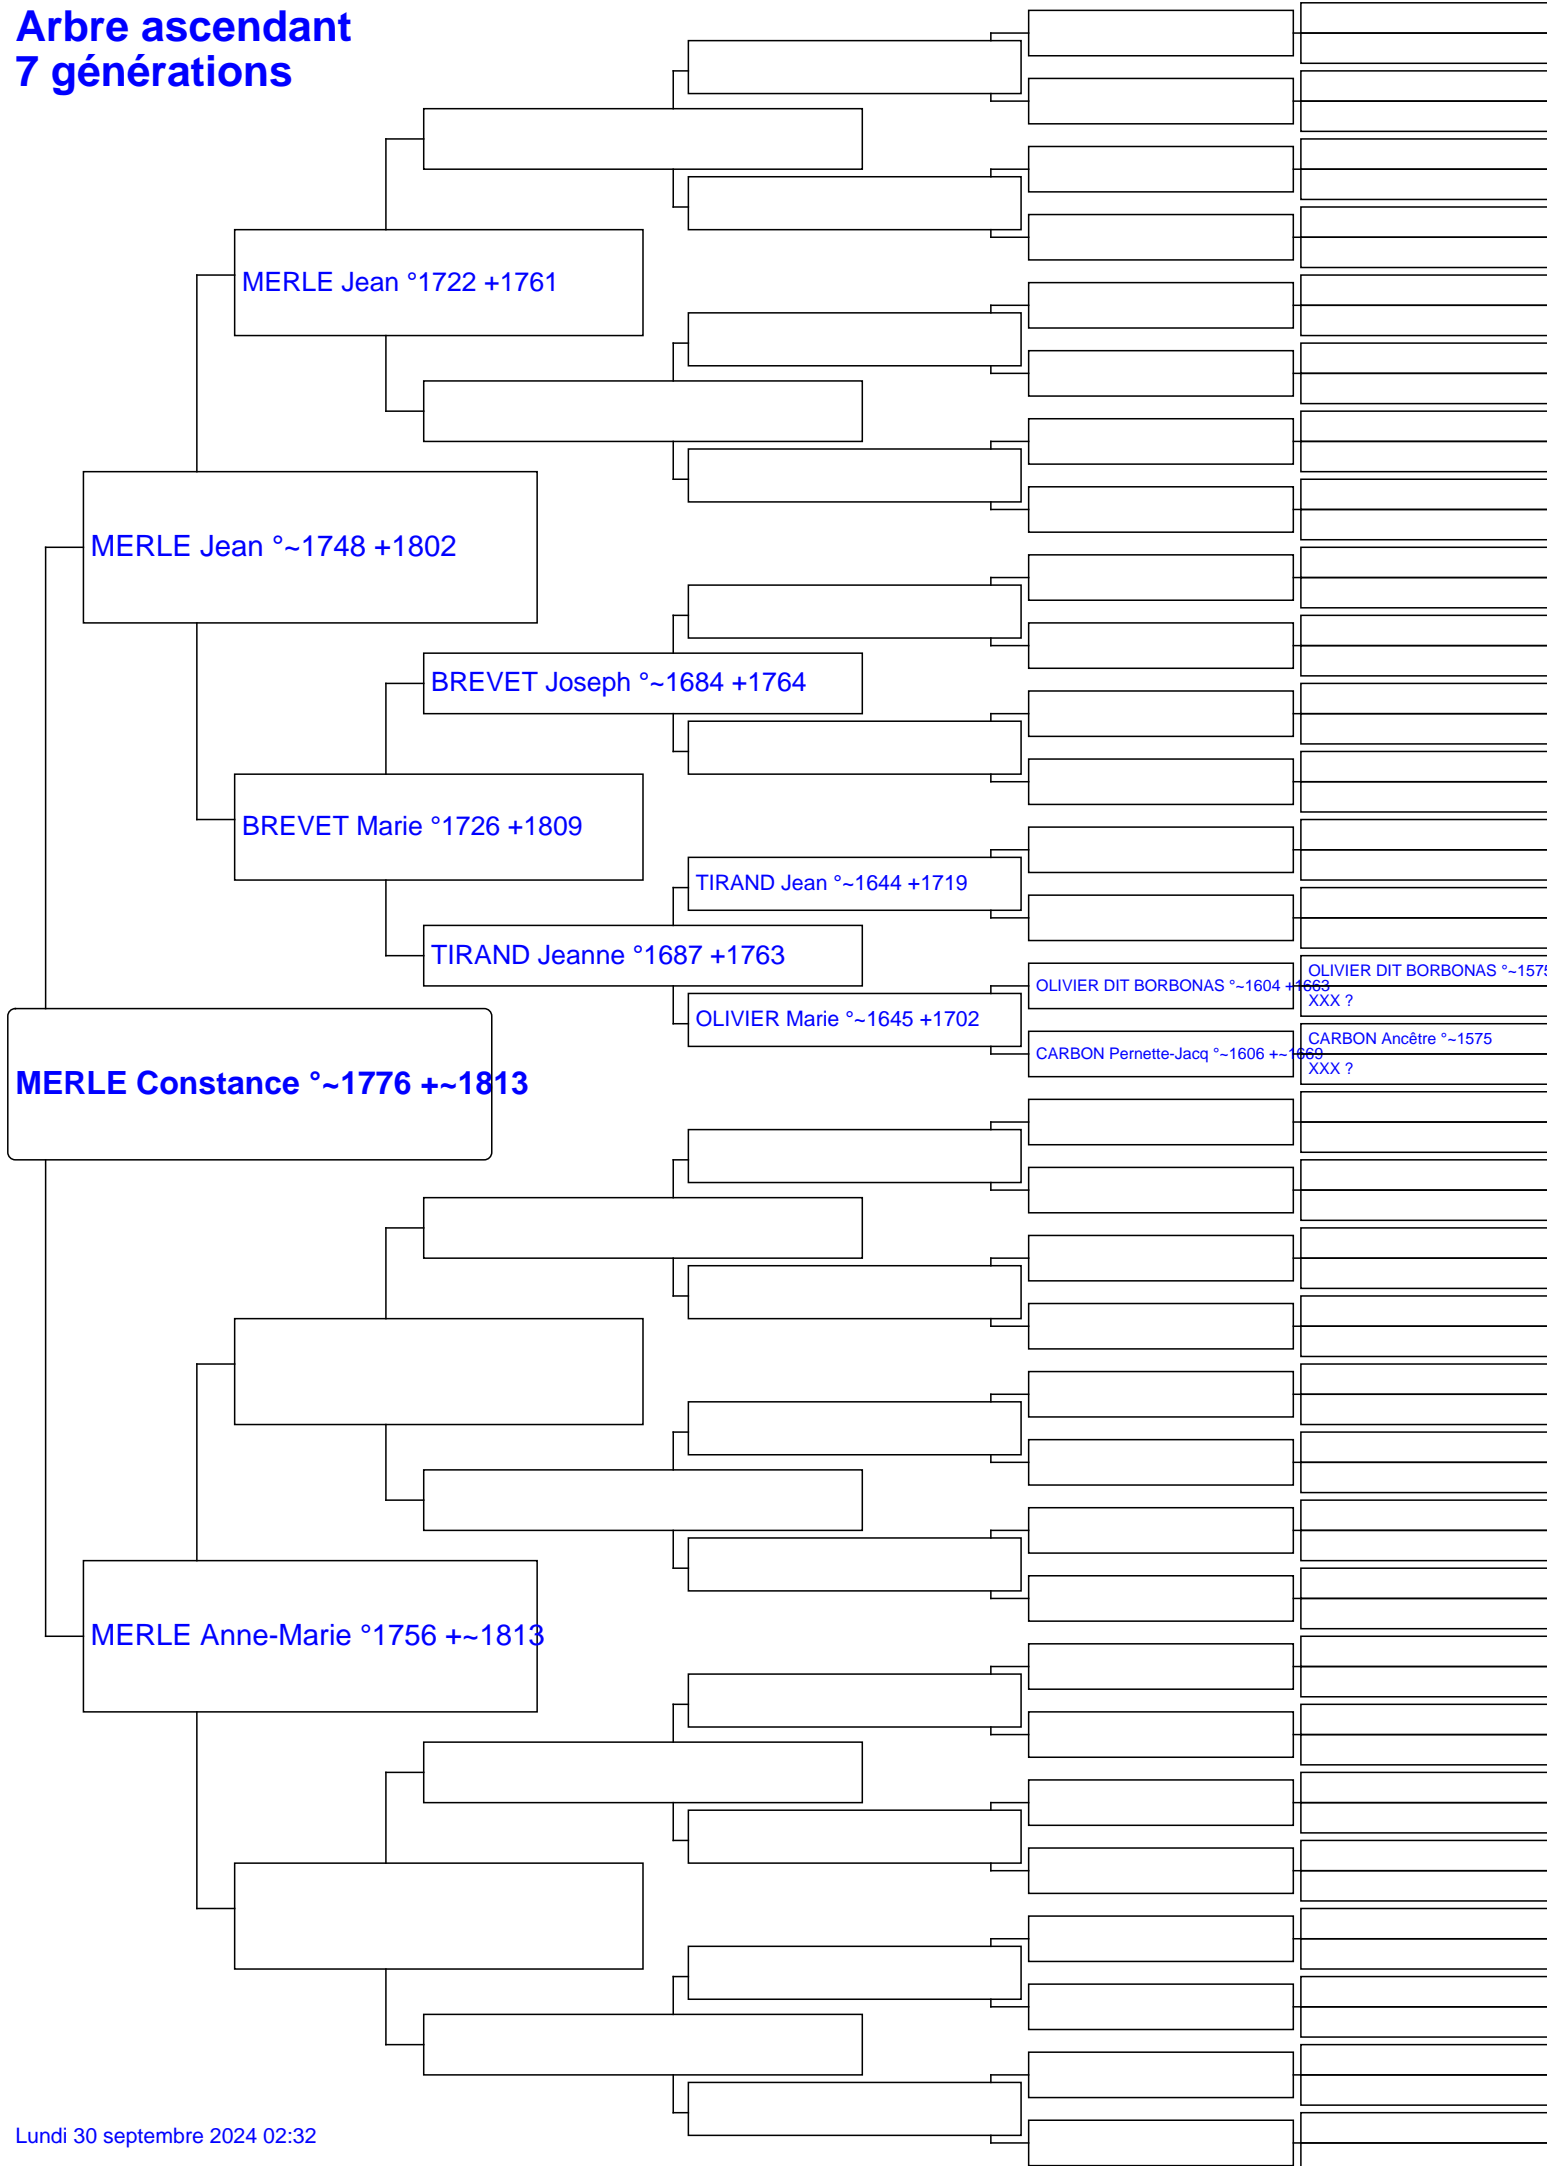 Arbre ascendant
7 générations
MERLE Jean °1722 +1761
MERLE Jean °~1748 +1802
BREVET Joseph °~1684 +1764
BREVET Marie °1726 +1809
TIRAND Jean °~1644 +1719
TIRAND Jeanne °1687 +1763
OLIVIER DIT BORBONAS °~1575
OLIVIER DIT BORBONAS °~1604 +1663
XXX ?
OLIVIER Marie °~1645 +1702
CARBON Ancêtre °~1575
CARBON Pernette-Jacq °~1606 +~1669
XXX ?
MERLE Constance °~1776 +~1813
MERLE Anne-Marie °1756 +~1813
Lundi 30 septembre 2024 02:32